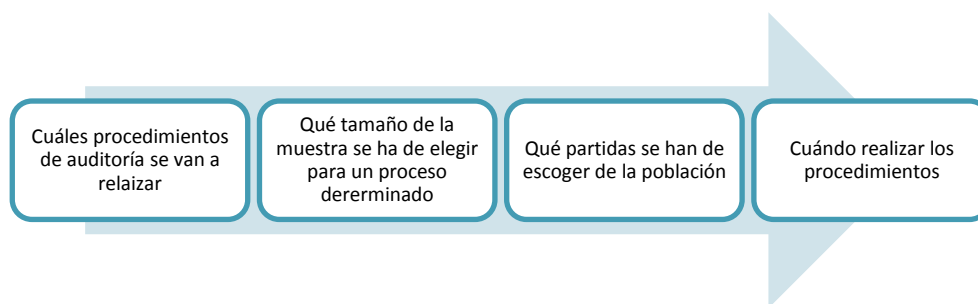 Cuáles procedimientos
de auditoría se van a
relaizar
Qué tamaño de la
muestra se ha de elegir
para un proceso
dererminado
Qué partidas se han de
escoger de la población
Cuándo realizar los
procedimientos